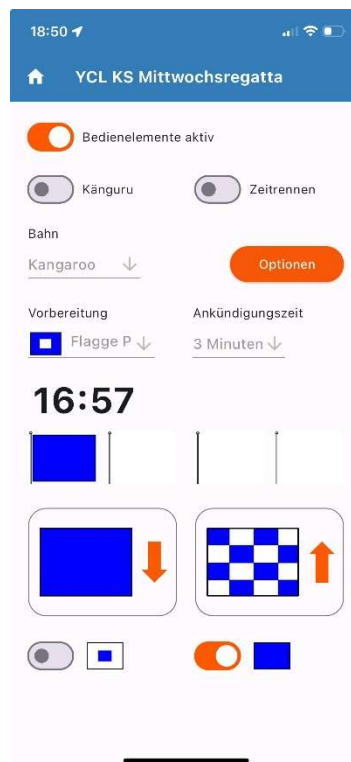 18:50
YCL KS Mittwochsregatta
Bedienelemente aktiv
Känguru Zeitrennen
Bahn
Kangaroo Optionen
Vorbereitung Ankündigungszeit
Flagge P 3 Minuten
16:57